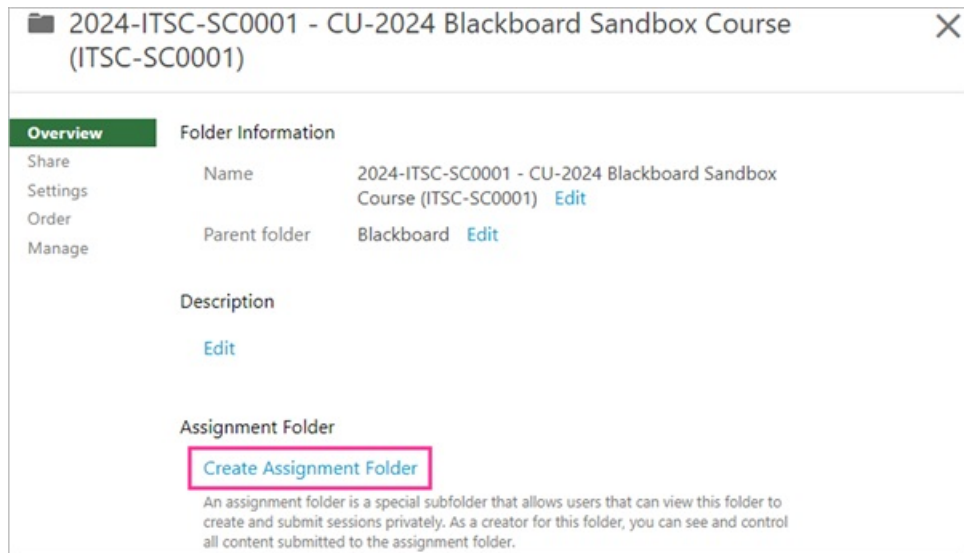 2024-ITSC-SC0001 - CU-2024 Blackboard Sandbox Course
(ITSC-SC0001)
Overview
Share
Settings
Order
Manage
Folder Information
Name
2024-ITSC-SC0001 - CU-2024 Blackboard Sandbox
Course (ITSC-SC0001) Edit
Parent folder
Blackboard Edit
Description
Edit
Assignment Folder
Create Assignment Folder
An assignment folder is a special subfolder that allows users that can view this folder to
create and submit sessions privately. As a creator for this folder, you can see and control
all content submitted to the assignment folder.